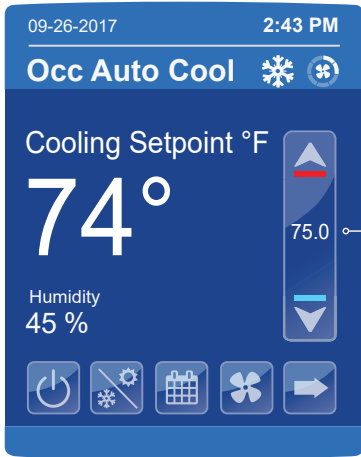 09-26-2017 2:43 PM
Occ Auto Cool
Cooling Setpoint °F
74°
75.0
Humidity
45 %